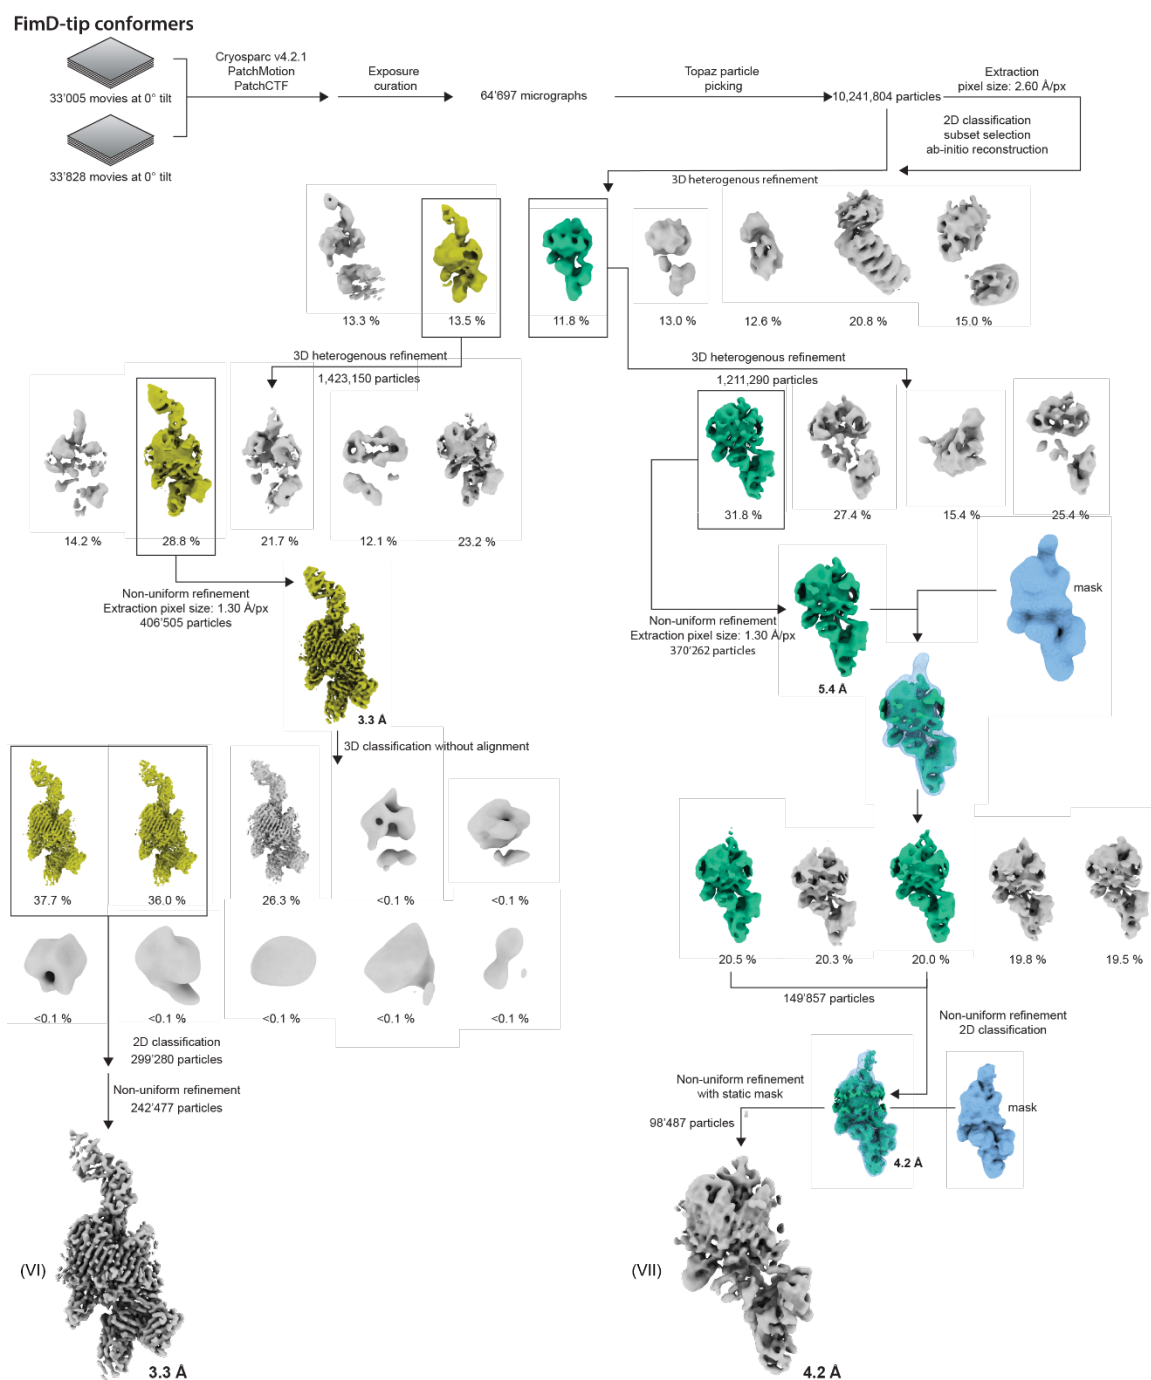 FimD-tip conformers
33'005 movies at 0° tilt
33'828 movies at 0° tilt
Cryosparc v4.2.1
PatchMotion
PatchCTF
Exposure
curation
64'697 micrographs
Topaz particle
picking
10,241,804 particles
Extraction
pixel size: 2.60 Å/px
2D classification
subset selection
ab-initio reconstruction
3D heterogenous refinement
13.3 %
13.5 %
11.8 %
13.0 %
12.6 %
20.8 %
15.0 %
3D heterogenous refinement
1,423,150 particles
14.2 %
28.8 %
21.7 %
12.1 %
23.2 %
3D heterogenous refinement
1,211,290 particles
31.8 %
27.4 %
15.4 %
25.4 %
Non-uniform refinement
Extraction pixel size: 1.30 Å/px
406'505 particles
3.3 Å
Non-uniform refinement
Extraction pixel size: 1.30 Å/px
370'262 particles
5.4 Å
mask
3D classification without alignment
37.7 %
36.0 %
26.3 %
<0.1 %
<0.1 %
<0.1 %
<0.1 %
<0.1 %
<0.1 %
<0.1 %
2D classification
299'280 particles
Non-uniform refinement
242'477 particles
(VI)
3.3 Å
20.5 %
20.3 %
20.0 %
19.8 %
19.5 %
149'857 particles
Non-uniform refinement
2D classification
Non-uniform refinement
with static mask
98'487 particles
mask
4.2 Å
(VII)
4.2 Å